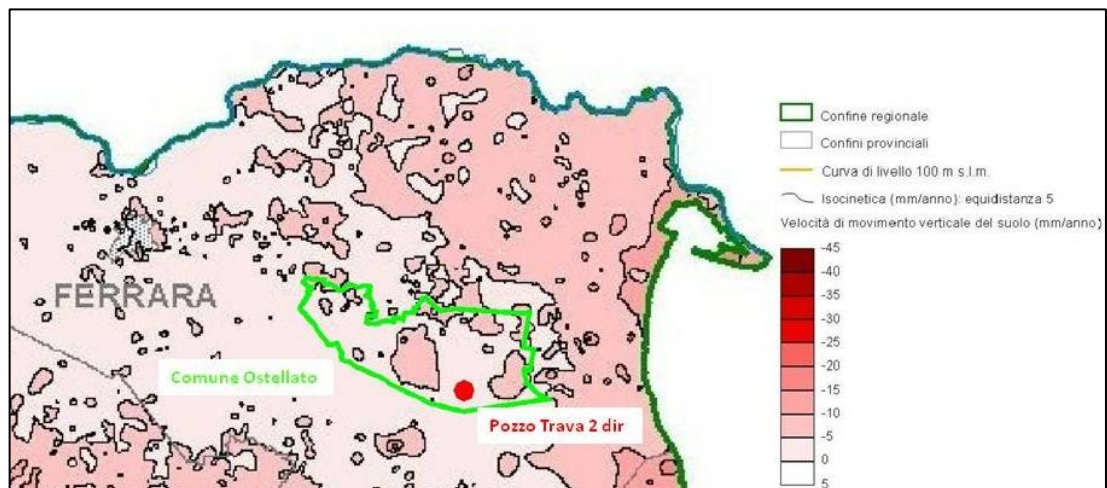 FERRARA
Comune Ostellato
Pozzo Trava 2 dir
Confine regionale
Confini provinciali
Curva di livello 100 m s.l.m.
Isocinetica (mm/anno): equidistanza 5
Velocità di movimento verticale del suolo (mm/anno)
-45
-40
-35
-30
-25
-20
-15
-10
-5
0
5